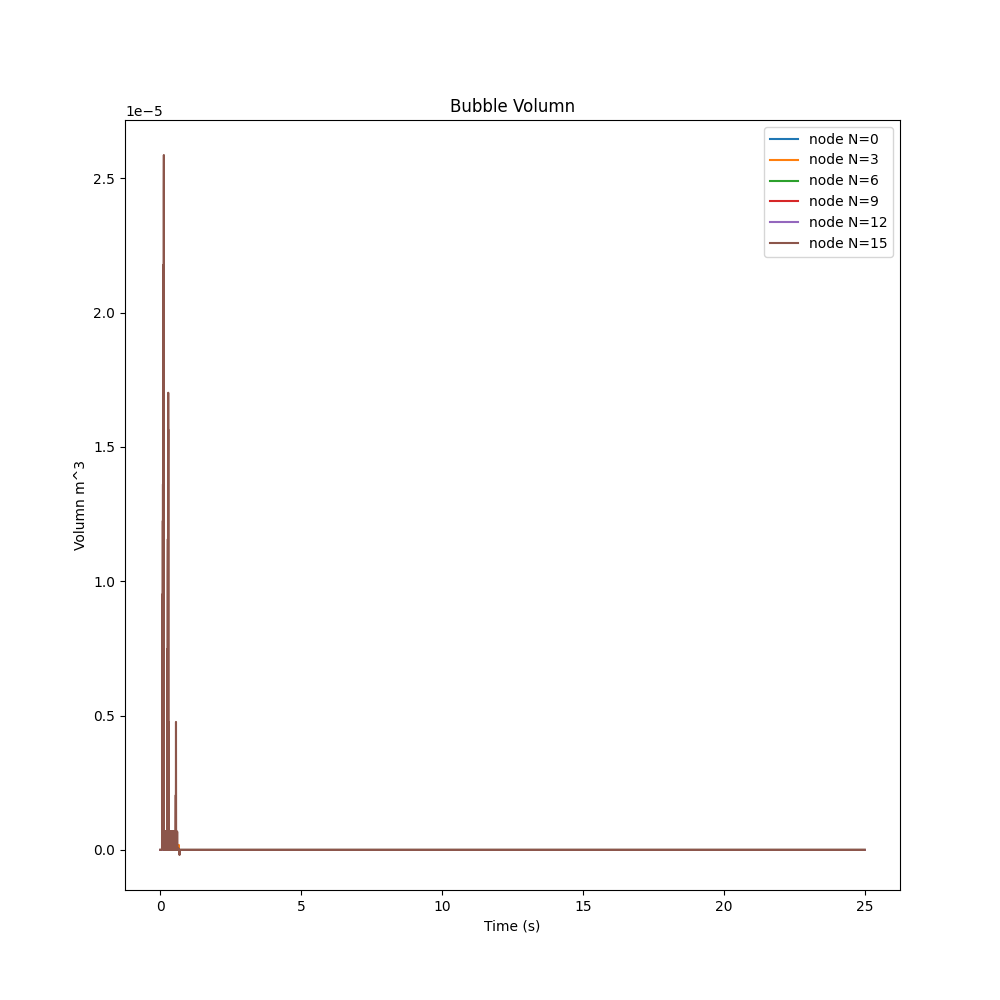 Bubble Volumn
1e−5
node N=0
node N=3
node N=6
node N=9
node N=12
node N=15
2.5
2.0
1.5
1.0
0.5
0.0
Volumn m^3
0 5 10 15 20 25
Time (s)